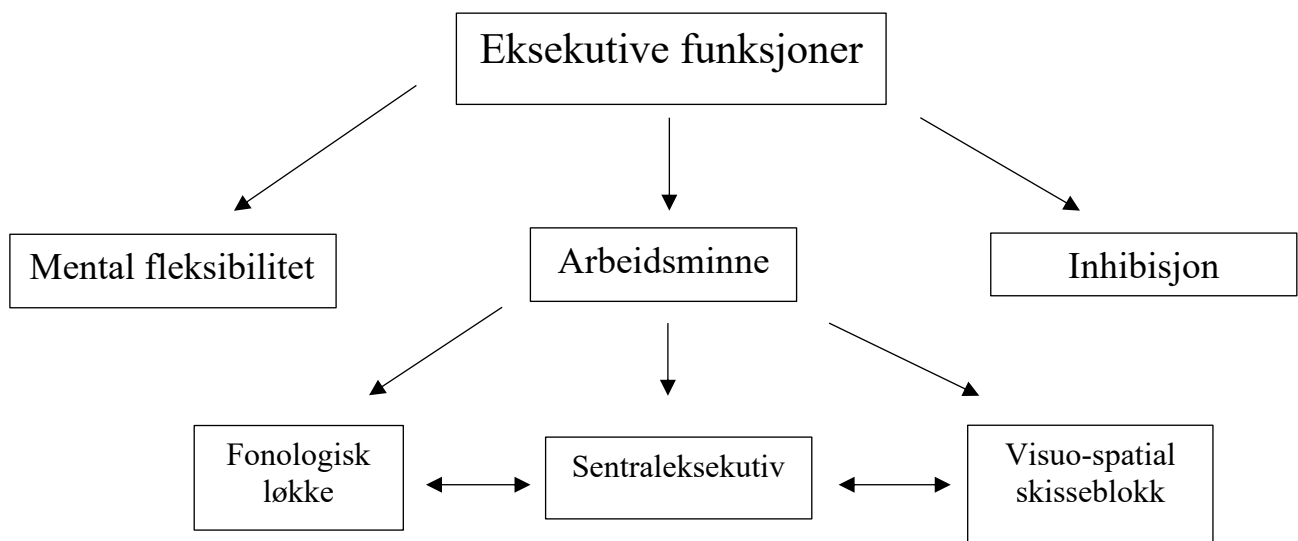 Eksekutive funksjoner
Mental fleksibilitet
Arbeidsminne
Inhibisjon
Fonologisk
løkke
Sentraleksekutiv
Visuo-spatial
skisseblokk